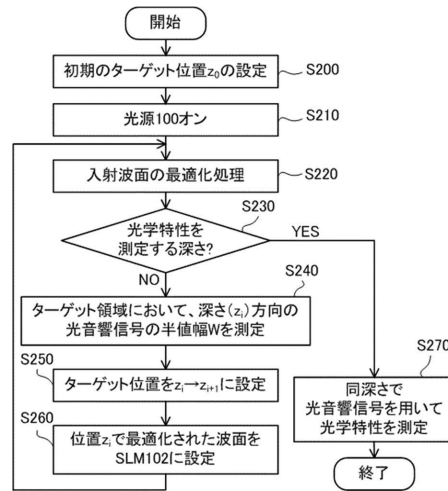 開始
初期のターゲット位置z0の設定
S200
光源100オン
S210
入射波面の最適化処理
S220
S230
光学特性を
測定する深さ?
YES
NO
S240
ターゲット領域において、深さ(zi)方向の
光音響信号の半値幅Wを測定
S250
ターゲット位置をzi→zi+1に設定
S260
位置ziで最適化された波面を
SLM102に設定
S270
同深さで
光音響信号を用いて
光学特性を測定
終了